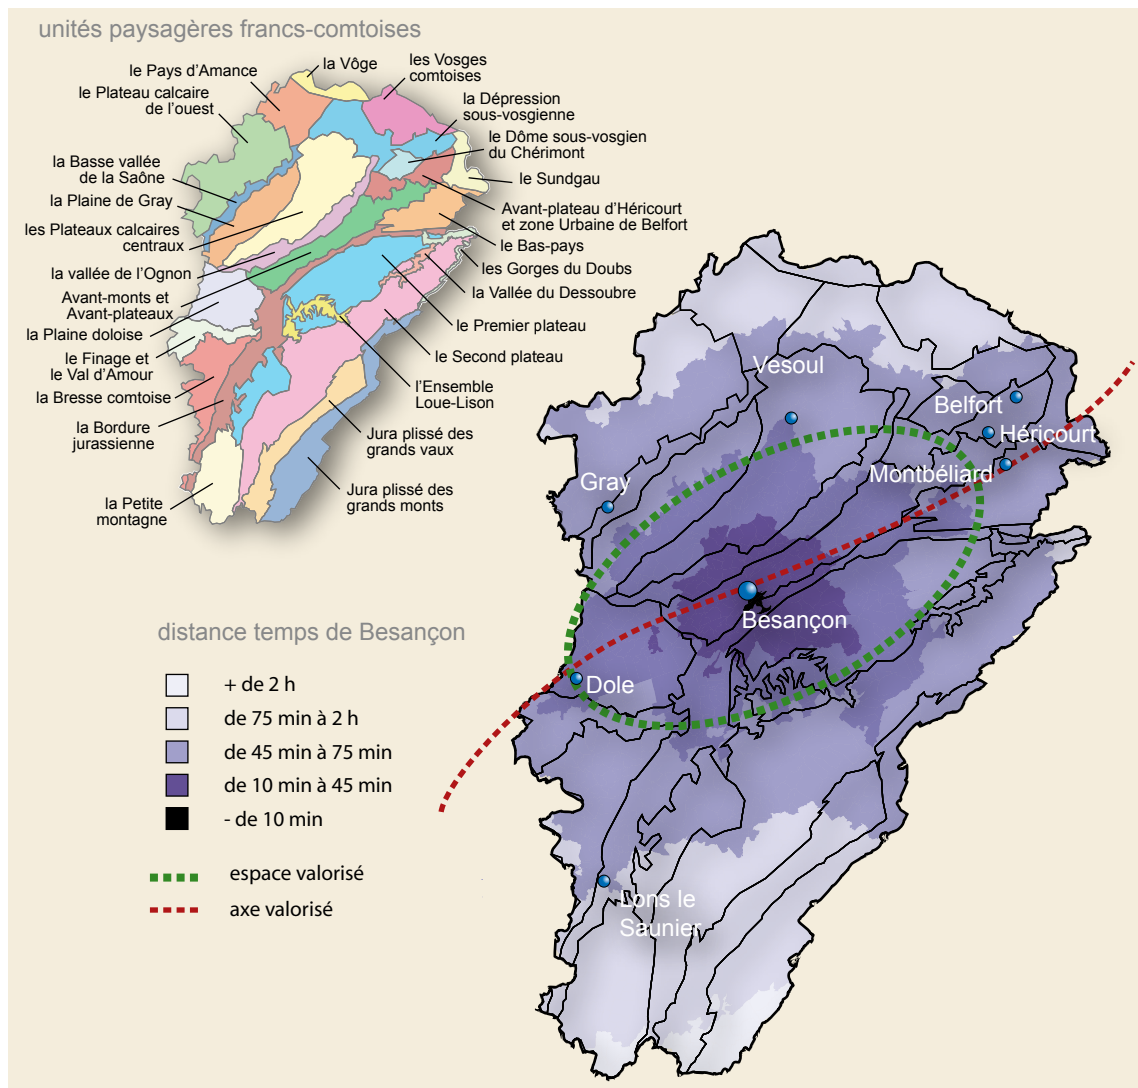 unités paysagères francs-comtoises
la Vôge
les Vosges
comtoises
le Pays d'Amance
le Plateau calcaire
de l'ouest
la Dépression
sous-vosgienne
le Dôme sous-vosgien
du Chérimont
la Basse vallée
de la Saône
le Sundgau
la Plaine de Gray
Avant-plateau d'Héricourt
et zone Urbaine de Belfort
les Plateaux calcaires
centraux
le Bas-pays
la vallée de l'Ognon
les Gorges du Doubs
Avant-monts et
Avant-plateaux
la Vallée du Dessoubre
la Plaine doloise
le Premier plateau
le Finage et
le Val d'Amour
le Second plateau
la Bresse comtoise
l'Ensemble
Loue-Lison
la Bordure
jurassienne
Jura plissé des
grands vaux
la Petite
montagne
Jura plissé des
grands monts
Vesoul
Belfort
Héricourt
Montbéliard
Gray
Besançon
Dole
Lons le
Saunier
distance temps de Besançon
+ de 2 h
de 75 min à 2 h
de 45 min à 75 min
de 10 min à 45 min
- de 10 min
espace valorisé
axe valorisé